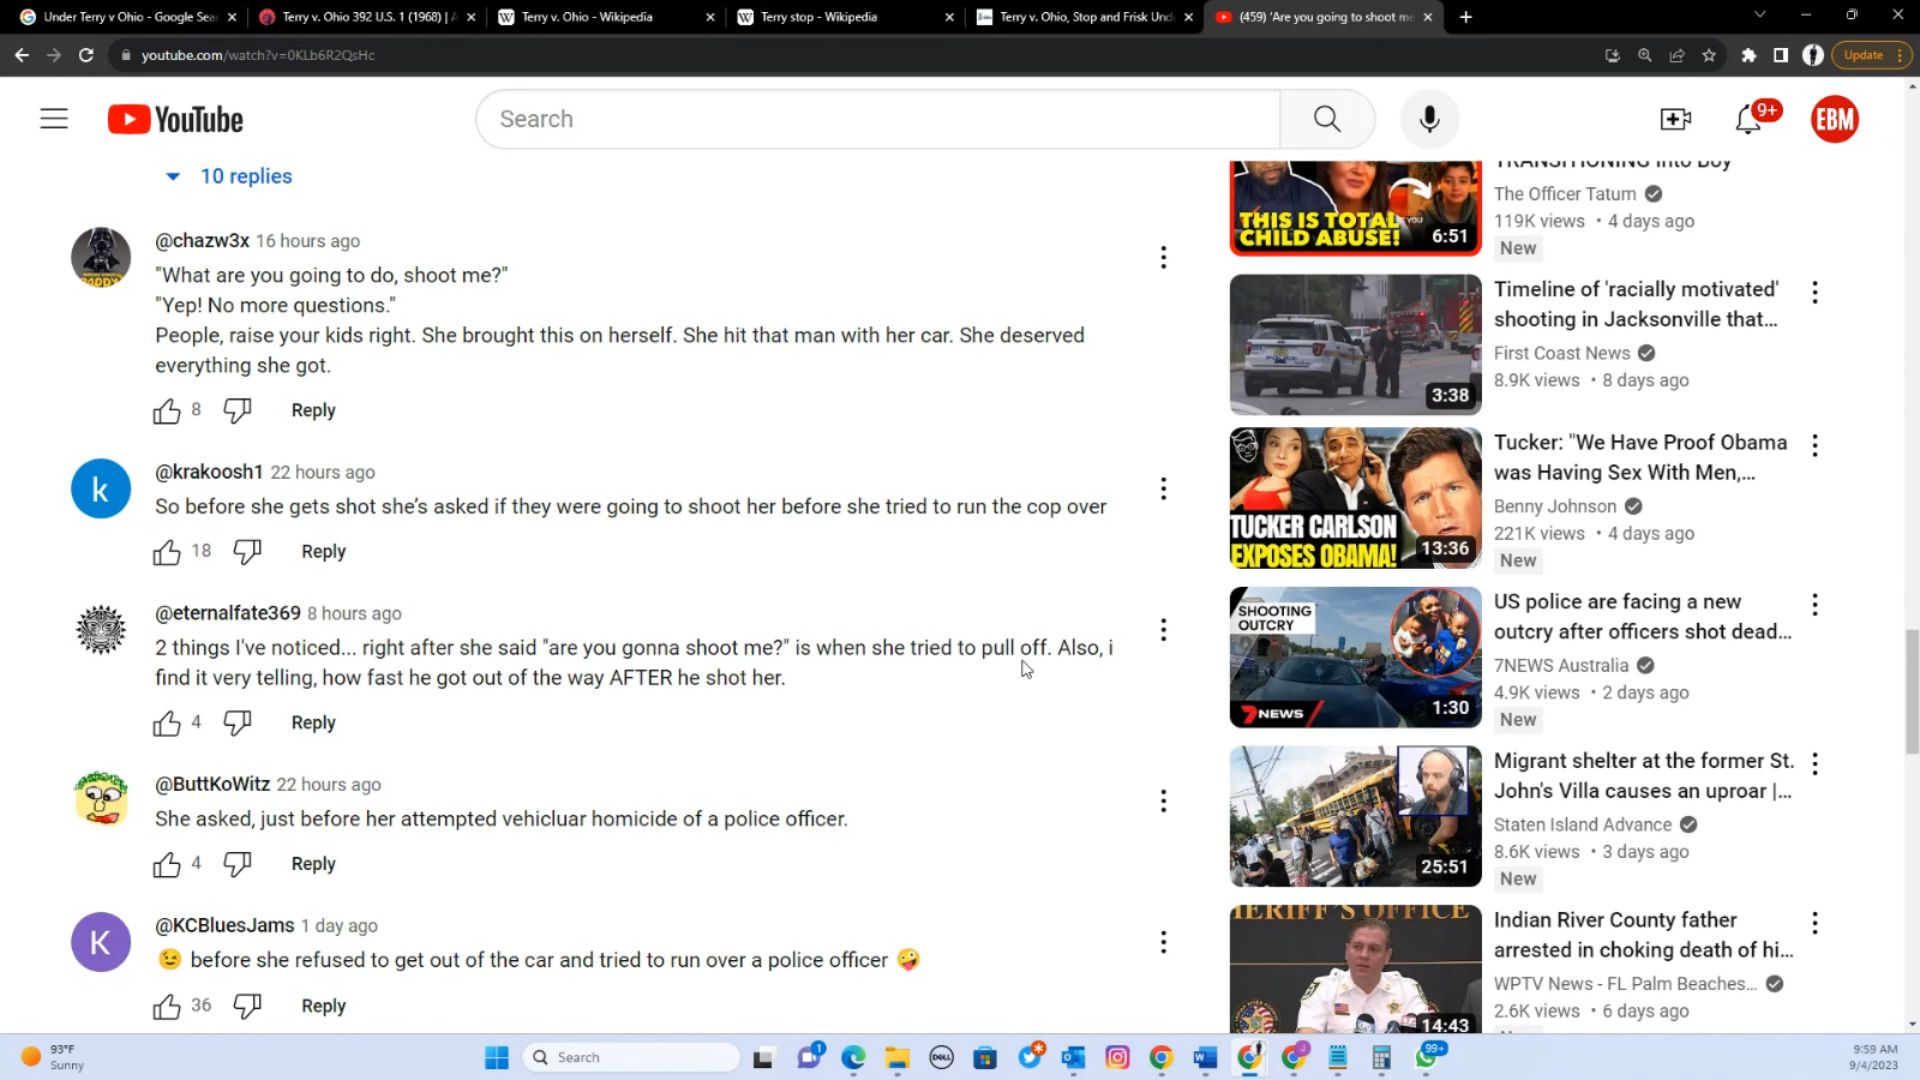 Under Terry v Ohio - Google Sea
Terry v. Ohio 392 U.S. 1 (1968) | A
Terry v. Ohio - Wikipedia
Terry stop - Wikipedia
Terry v. Ohio, Stop and Frisk Und
(459) 'Are you going to shoot me
youtube.com/watch?v=0KLb6R2QsHc
Update
YouTube
Search
9+
EBM
10 replies
@chazw3x 16 hours ago
"What are you going to do, shoot me?"
"Yep! No more questions."
People, raise your kids right. She brought this on herself. She hit that man with her car. She deserved
everything she got.
8 Reply
@krakoosh1 22 hours ago
k
So before she gets shot she's asked if they were going to shoot her before she tried to run the cop over
18 Reply
@eternalfate369 8 hours ago
2 things I've noticed... right after she said "are you gonna shoot me?" is when she tried to pull off. Also, i
find it very telling, how fast he got out of the way AFTER he shot her.
4 Reply
@ButtKoWitz 22 hours ago
She asked, just before her attempted vehicluar homicide of a police officer.
4 Reply
@KCBluesJams 1 day ago
K
😉 before she refused to get out of the car and tried to run over a police officer 🤪
36 Reply
TRANSITIONING Into Boy
The Officer Tatum
119K views • 4 days ago
New
THIS IS TOTAL
CHILD ABUSE!
6:51
Timeline of 'racially motivated'
shooting in Jacksonville that...
First Coast News
8.9K views • 8 days ago
3:38
Tucker: "We Have Proof Obama
was Having Sex With Men,...
Benny Johnson
221K views • 4 days ago
New
TUCKER CARLSON
EXPOSES OBAMA!
13:36
US police are facing a new
outcry after officers shot dead...
7NEWS Australia
4.9K views • 2 days ago
New
SHOOTING
OUTCRY
7NEWS
1:30
Migrant shelter at the former St.
John's Villa causes an uproar |...
Staten Island Advance
8.6K views • 3 days ago
New
25:51
Indian River County father
arrested in choking death of hi...
WPTV News - FL Palm Beaches...
2.6K views • 6 days ago
SHERIFF'S OFFICE
14:43
93°F
Sunny
Search
1
DELL
99+
9:59 AM
9/4/2023